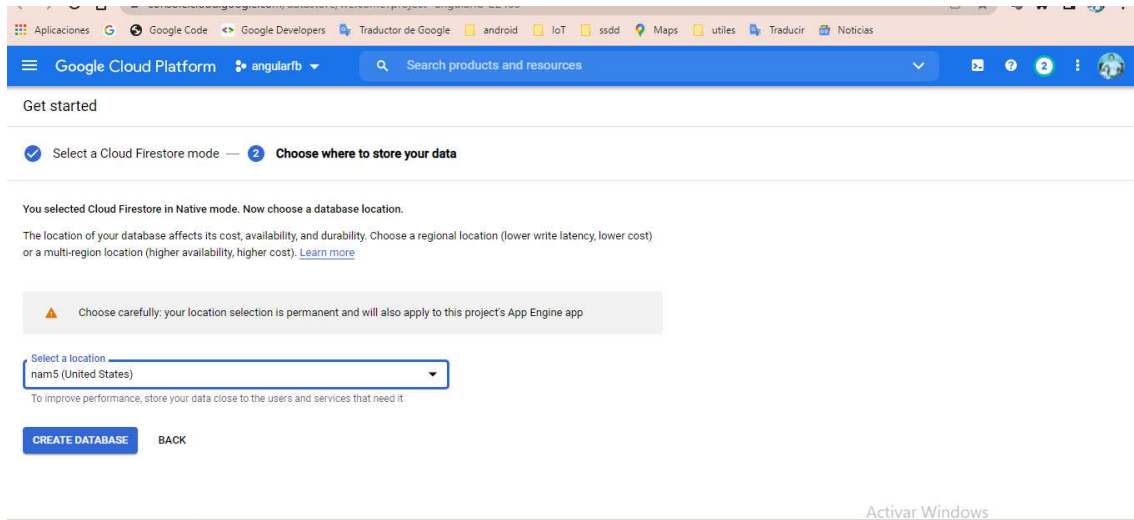 Aplicaciones G Google Code Google Developers Traductor de Google android IoT ssdd Maps utiles Traducir Noticias
Google Cloud Platform angularfb Search products and resources 2
Get started
Select a Cloud Firestore mode — 2 Choose where to store your data
You selected Cloud Firestore in Native mode. Now choose a database location.
The location of your database affects its cost, availability, and durability. Choose a regional location (lower write latency, lower cost)
or a multi-region location (higher availability, higher cost). Learn more
Choose carefully: your location selection is permanent and will also apply to this project's App Engine app
Select a location
nam5 (United States)
To improve performance, store your data close to the users and services that need it
CREATE DATABASE BACK
Activar Windows